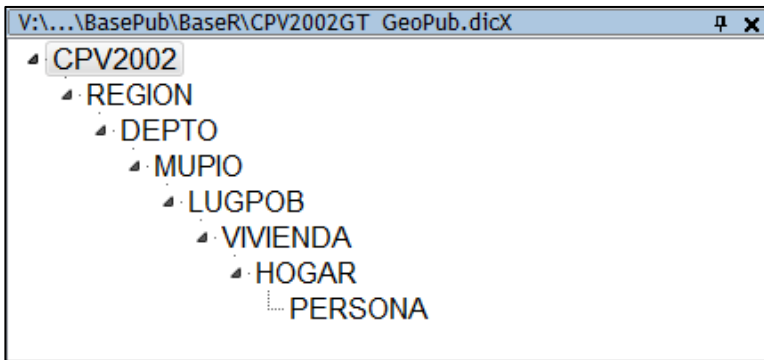 V:\...\BasePub\BaseR\CPV2002GT_GeoPub.dicX
CPV2002
REGION
DEPTO
MUPIO
LUGPOB
VIVIENDA
HOGAR
PERSONA